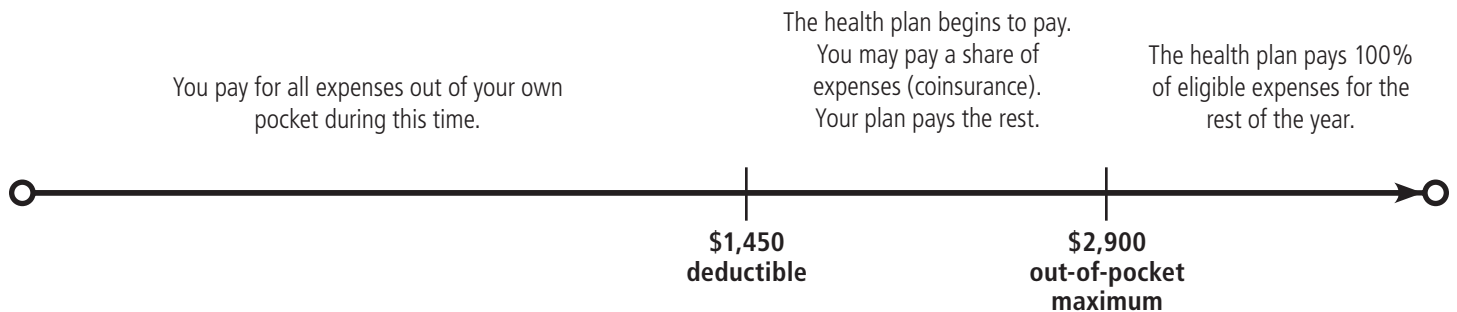 You pay for all expenses out of your own
pocket during this time.
The health plan begins to pay.
You may pay a share of
expenses (coinsurance).
Your plan pays the rest.
The health plan pays 100%
of eligible expenses for the
rest of the year.
$1,450
deductible
$2,900
out-of-pocket
maximum